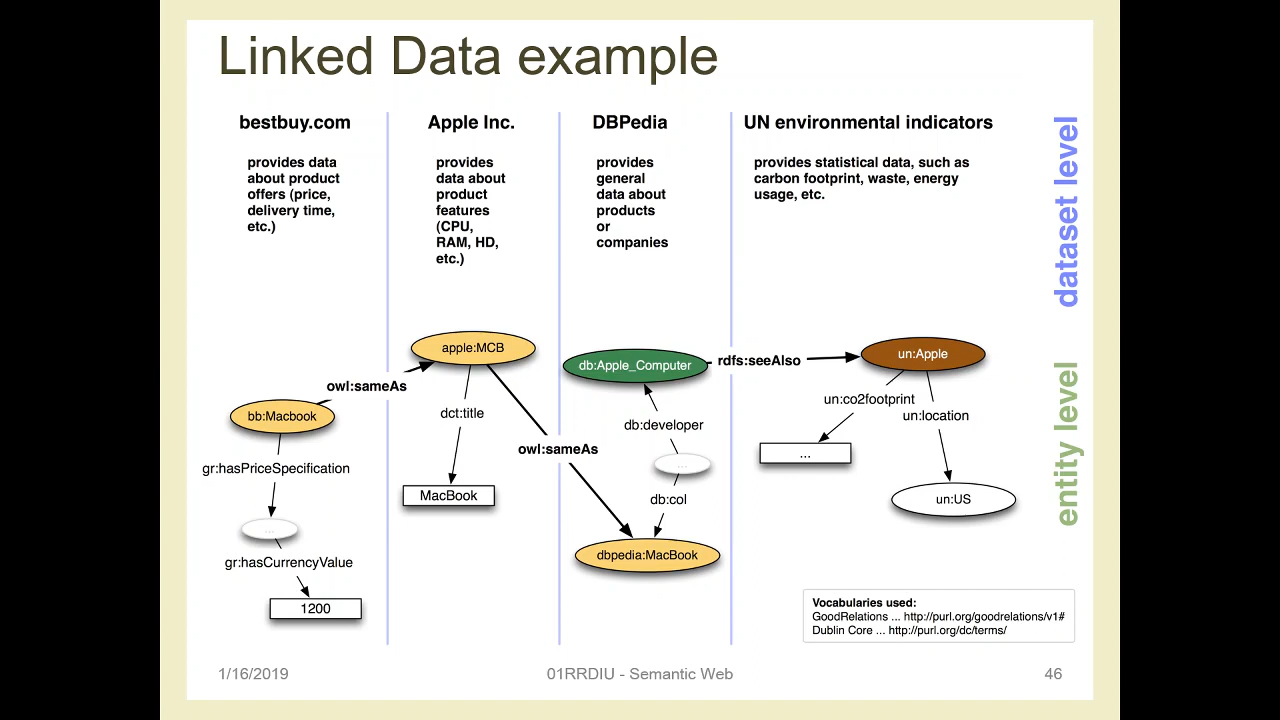 Linked Data example
bestbuy.com
provides data
about product
offers (price,
delivery time,
etc.)
Apple Inc.
provides
data about
product
features
(CPU,
RAM, HD,
etc.)
DBPedia
provides
general
data about
products
or
companies
UN environmental indicators
provides statistical data, such as
carbon footprint, waste, energy
usage, etc.
dataset level
entity level
apple:MCB
owl:sameAs
bb:Macbook
gr:hasPriceSpecification
...
gr:hasCurrencyValue
1200
dct:title
MacBook
owl:sameAs
db:Apple_Computer
db:developer
...
db:col
dbpedia:MacBook
rdfs:seeAlso
un:Apple
un:co2footprint
...
un:location
un:US
Vocabularies used:
GoodRelations ... http://purl.org/goodrelations/v1#
Dublin Core ... http://purl.org/dc/terms/
1/16/2019
01RRDIU - Semantic Web
46